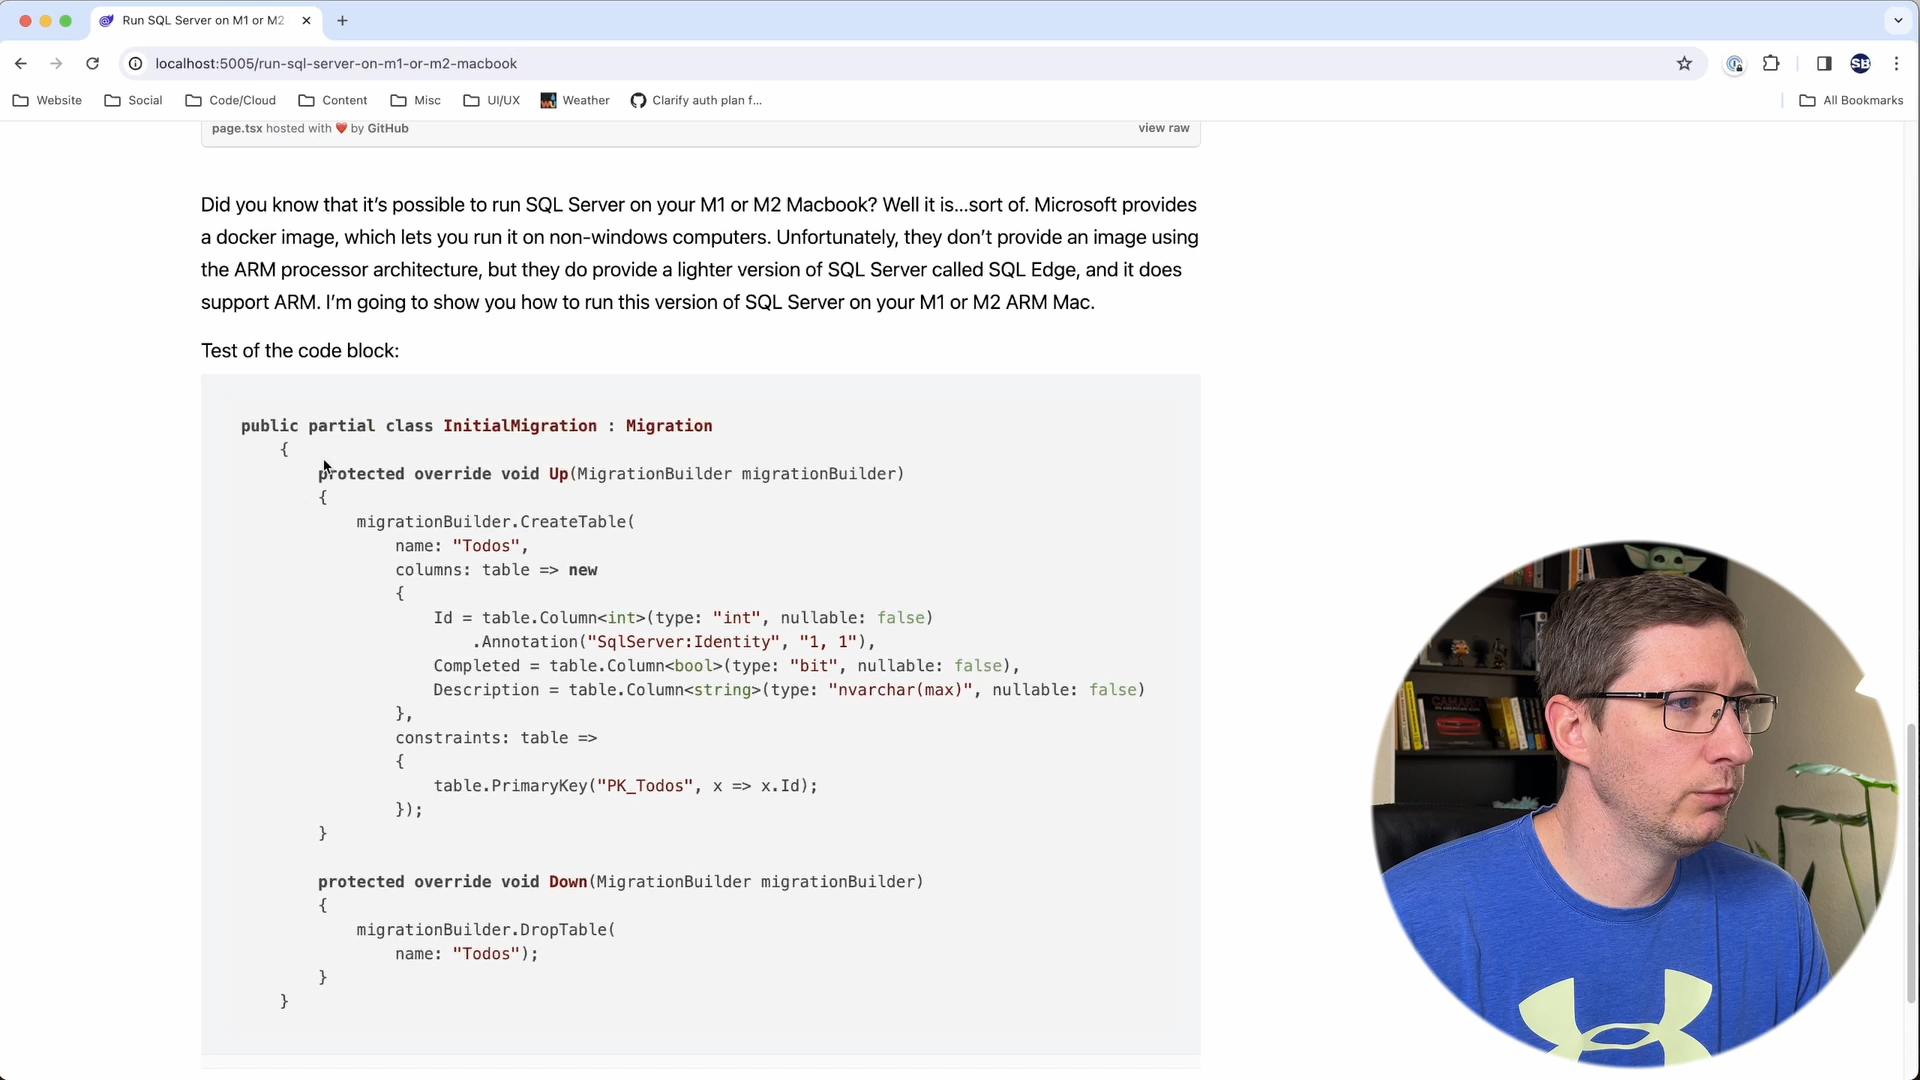 Run SQL Server on M1 or M2
localhost:5005/run-sql-server-on-m1-or-m2-macbook
SB
Website Social Code/Cloud Content Misc UI/UX Weather Clarify auth plan f... All Bookmarks
page.tsx hosted with ❤ by GitHub view raw
Did you know that it’s possible to run SQL Server on your M1 or M2 Macbook? Well it is...sort of. Microsoft provides
a docker image, which lets you run it on non-windows computers. Unfortunately, they don’t provide an image using
the ARM processor architecture, but they do provide a lighter version of SQL Server called SQL Edge, and it does
support ARM. I’m going to show you how to run this version of SQL Server on your M1 or M2 ARM Mac.
Test of the code block:
public partial class InitialMigration : Migration
{
protected override void Up(MigrationBuilder migrationBuilder)
{
migrationBuilder.CreateTable(
name: "Todos",
columns: table => new
{
Id = table.Column<int>(type: "int", nullable: false)
.Annotation("SqlServer:Identity", "1, 1"),
Completed = table.Column<bool>(type: "bit", nullable: false),
Description = table.Column<string>(type: "nvarchar(max)", nullable: false)
},
constraints: table =>
{
table.PrimaryKey("PK_Todos", x => x.Id);
});
}
protected override void Down(MigrationBuilder migrationBuilder)
{
migrationBuilder.DropTable(
name: "Todos");
}
}
CAMARO